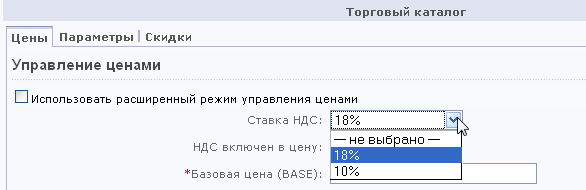 Торговый каталог
Цены Параметры Скидки
Управление ценами
Использовать расширенный режим управления ценами
Ставка НДС: 18%
— не выбрано —
НДС включен в цену:
18%
10%
*Базовая цена (BASE):